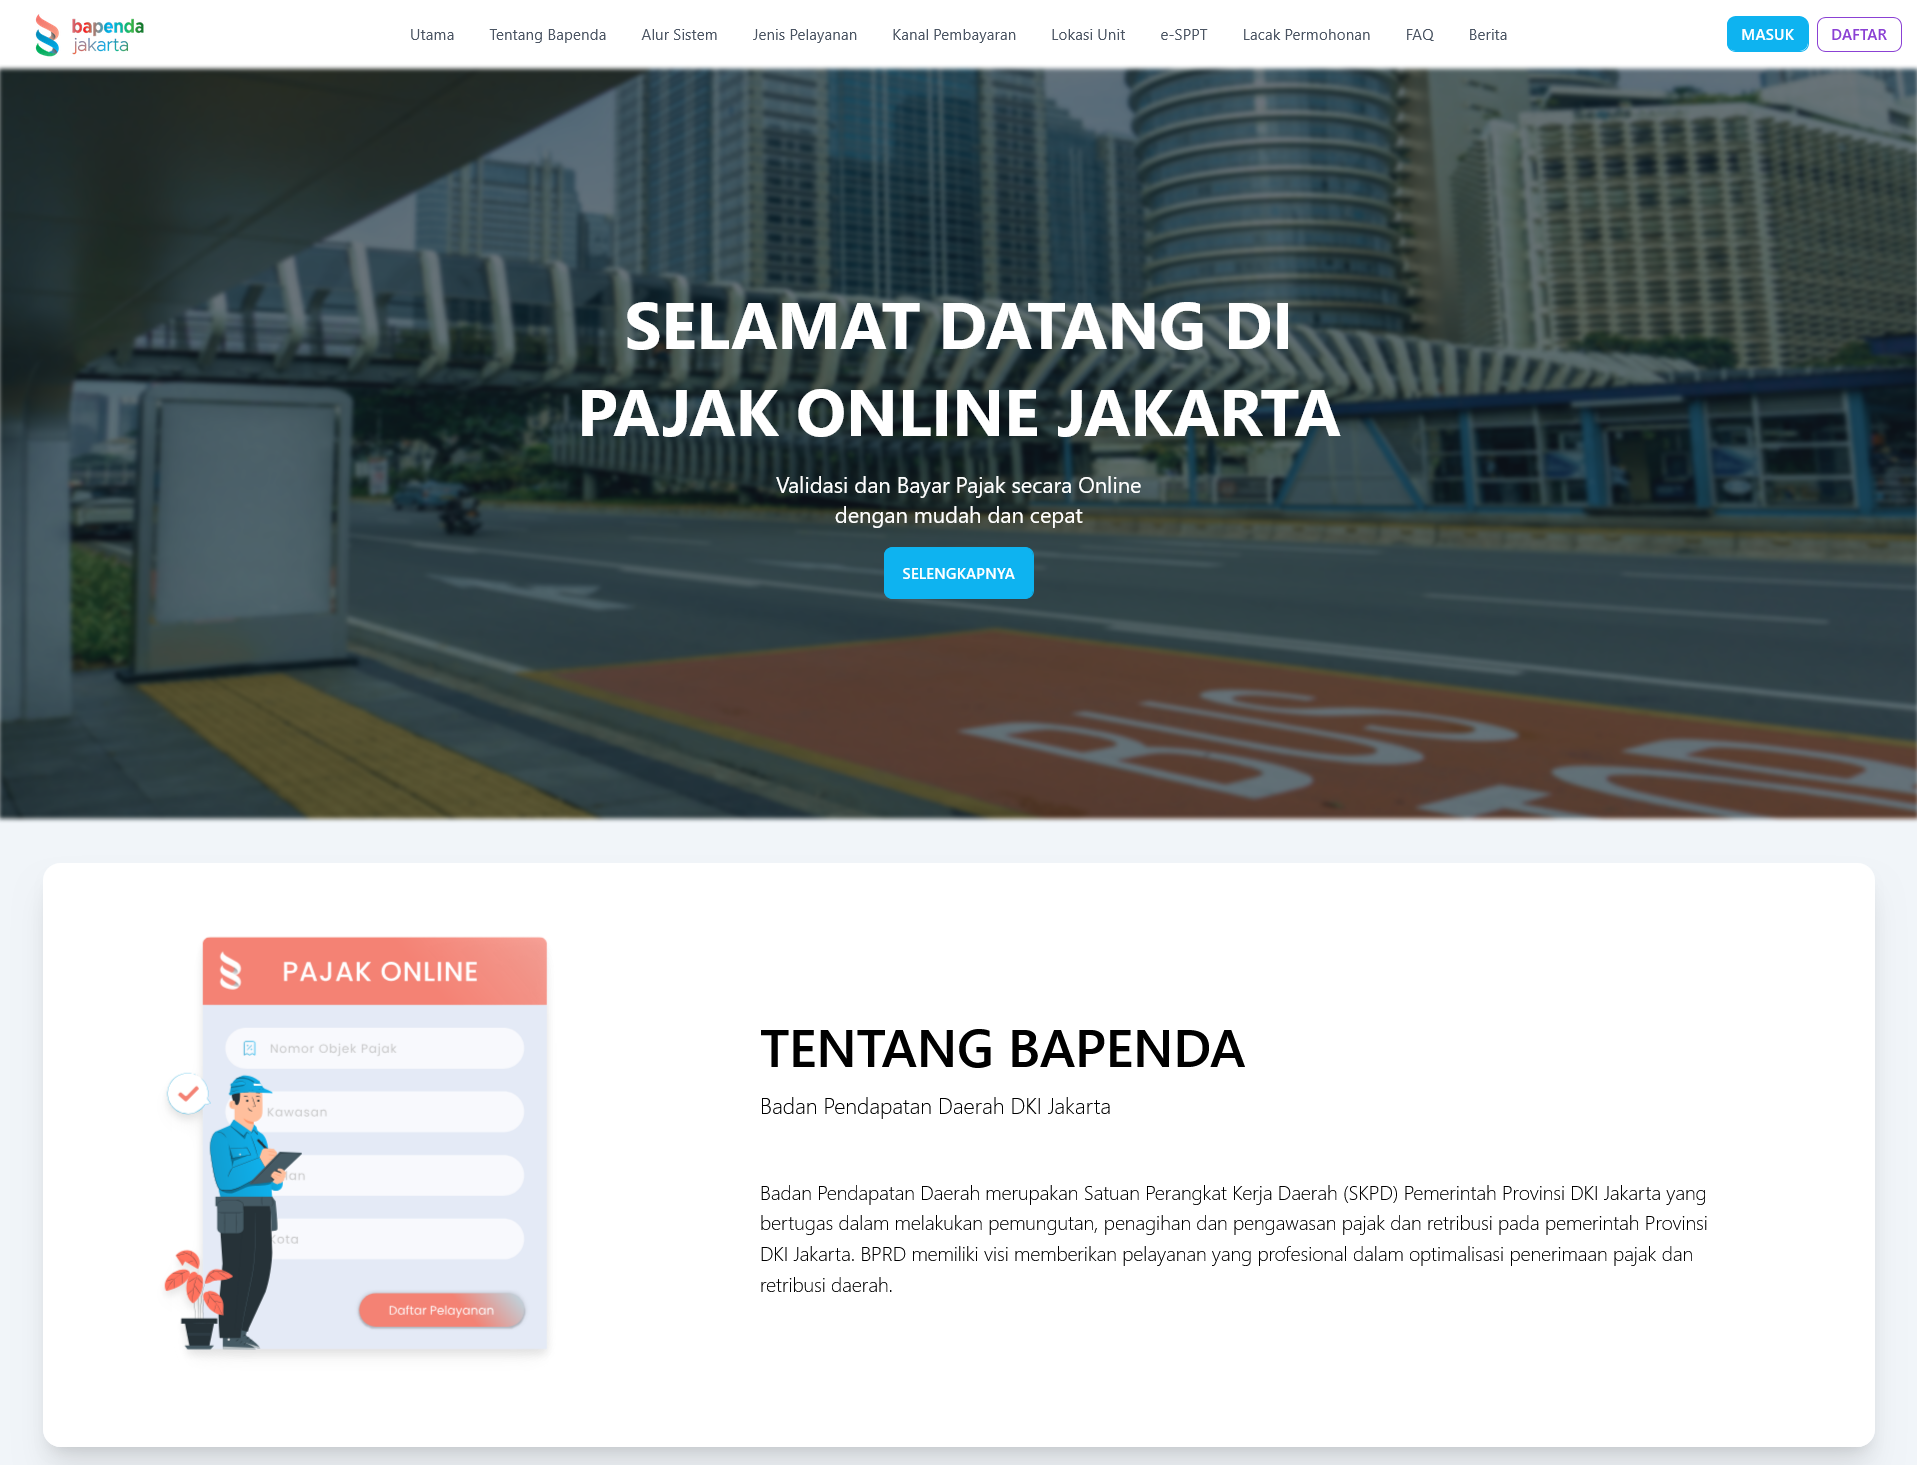 bapenda
jakarta
Utama
Tentang Bapenda
Alur Sistem
Jenis Pelayanan
Kanal Pembayaran
Lokasi Unit
e-SPPT
Lacak Permohonan
FAQ
Berita
MASUK
DAFTAR
SELAMAT DATANG DI
PAJAK ONLINE JAKARTA
Validasi dan Bayar Pajak secara Online
dengan mudah dan cepat
SELENGKAPNYA
BUS
PAJAK ONLINE
Nomor Objek Pajak
Kawasan
Kota
Daftar Pelayanan
TENTANG BAPENDA
Badan Pendapatan Daerah DKI Jakarta
Badan Pendapatan Daerah merupakan Satuan Perangkat Kerja Daerah (SKPD) Pemerintah Provinsi DKI Jakarta yang
bertugas dalam melakukan pemungutan, penagihan dan pengawasan pajak dan retribusi pada pemerintah Provinsi
DKI Jakarta. BPRD memiliki visi memberikan pelayanan yang profesional dalam optimalisasi penerimaan pajak dan
retribusi daerah.